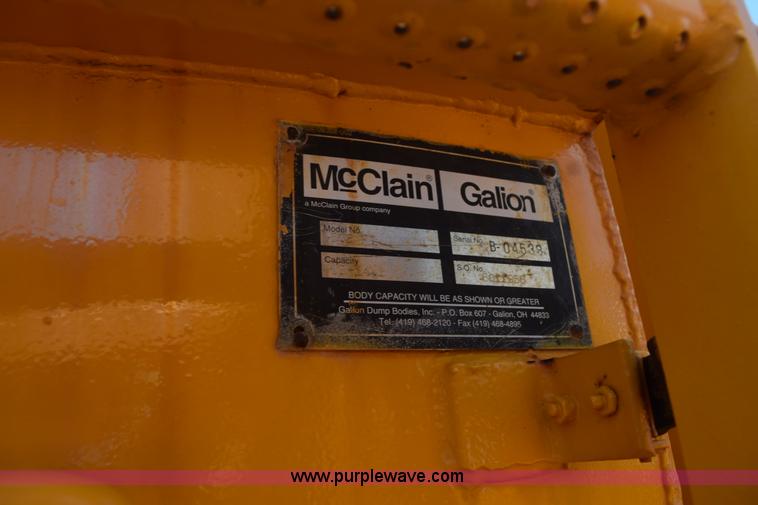 McClain® Galion®
a McClain Group company
Model No. Serial No. B-04538
Capacity S.O. No.
BODY CAPACITY WILL BE AS SHOWN OR GREATER
Galion Dump Bodies, Inc. - P.O. Box 607 - Galion, OH 44833
Tel. (419) 468-2120 - Fax (419) 468-4895
www.purplewave.com